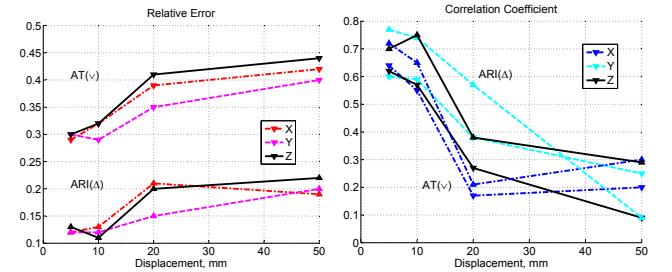 Relative Error
0.5
0.45
0.4
0.35
0.3
0.25
0.2
0.15
0.1
0 10 20 30 40 50
Displacement, mm
AT(∨)
ARI(Δ)
X
Y
Z
Correlation Coefficient
0.8
0.7
0.6
0.5
0.4
0.3
0.2
0.1
0
0 10 20 30 40 50
Displacement, mm
ARI(Δ)
AT(∨)
X
Y
Z